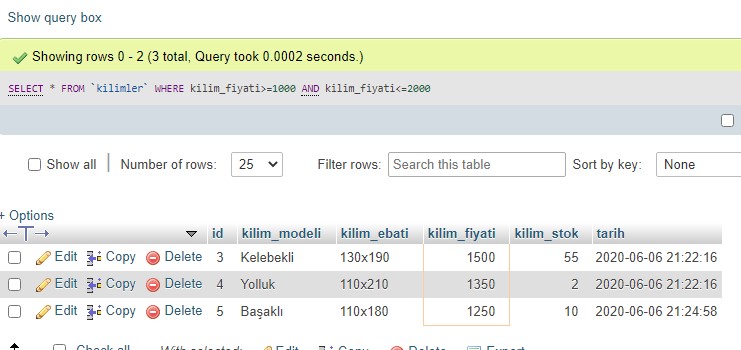 Show query box
Showing rows 0 - 2 (3 total, Query took 0.0002 seconds.)
SELECT * FROM `kilimler` WHERE kilim_fiyati>=1000 AND kilim_fiyati<=2000
Show all | Number of rows: 25 Filter rows: Search this table Sort by key: None
+ Options
←T→ id kilim_modeli kilim_ebati kilim_fiyati kilim_stok tarih
Edit Copy Delete 3 Kelebekli 130x190 1500 55 2020-06-06 21:22:16
Edit Copy Delete 4 Yolluk 110x210 1350 2 2020-06-06 21:22:16
Edit Copy Delete 5 Başaklı 110x180 1250 10 2020-06-06 21:24:58
Check all With selected: Edit Copy Delete Export